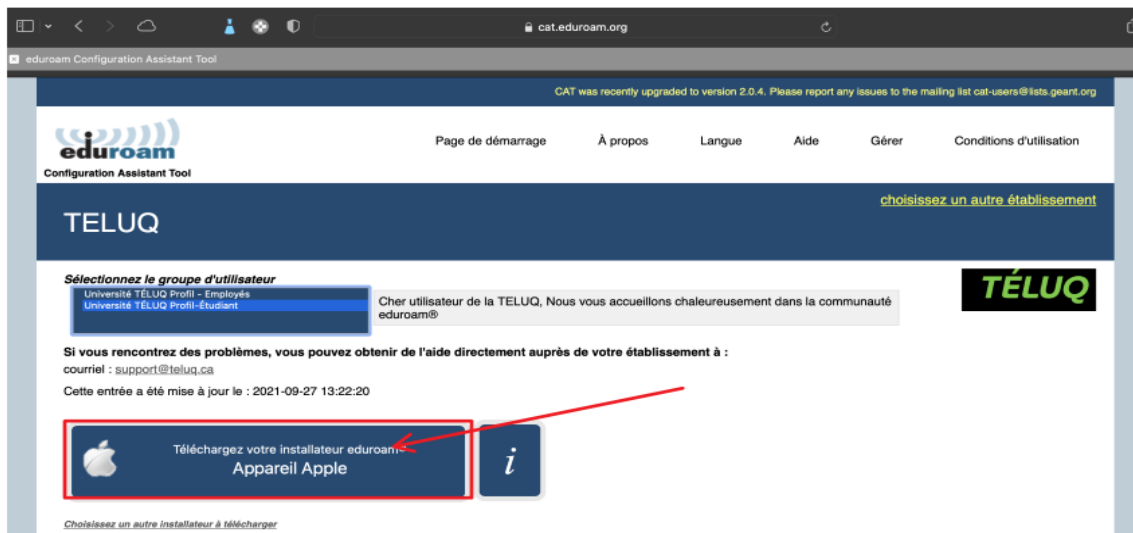 cat.eduroam.org
eduroam Configuration Assistant Tool
CAT was recently upgraded to version 2.0.4. Please report any issues to the mailing list cat-users@lists.geant.org
eduroam
Configuration Assistant Tool
Page de démarrage À propos Langue Aide Gérer Conditions d'utilisation
choisissez un autre établissement
TELUQ
Sélectionnez le groupe d'utilisateur
Université TÉLUQ Profil - Employés
Université TÉLUQ Profil-Étudiant
Cher utilisateur de la TELUQ, Nous vous accueillons chaleureusement dans la communauté
eduroam®
TÉLUQ
Si vous rencontrez des problèmes, vous pouvez obtenir de l'aide directement auprès de votre établissement à :
courriel : support@teluq.ca
Cette entrée a été mise à jour le : 2021-09-27 13:22:20
Téléchargez votre installateur eduroam®
Appareil Apple
i
Choisissez un autre installateur à télécharger